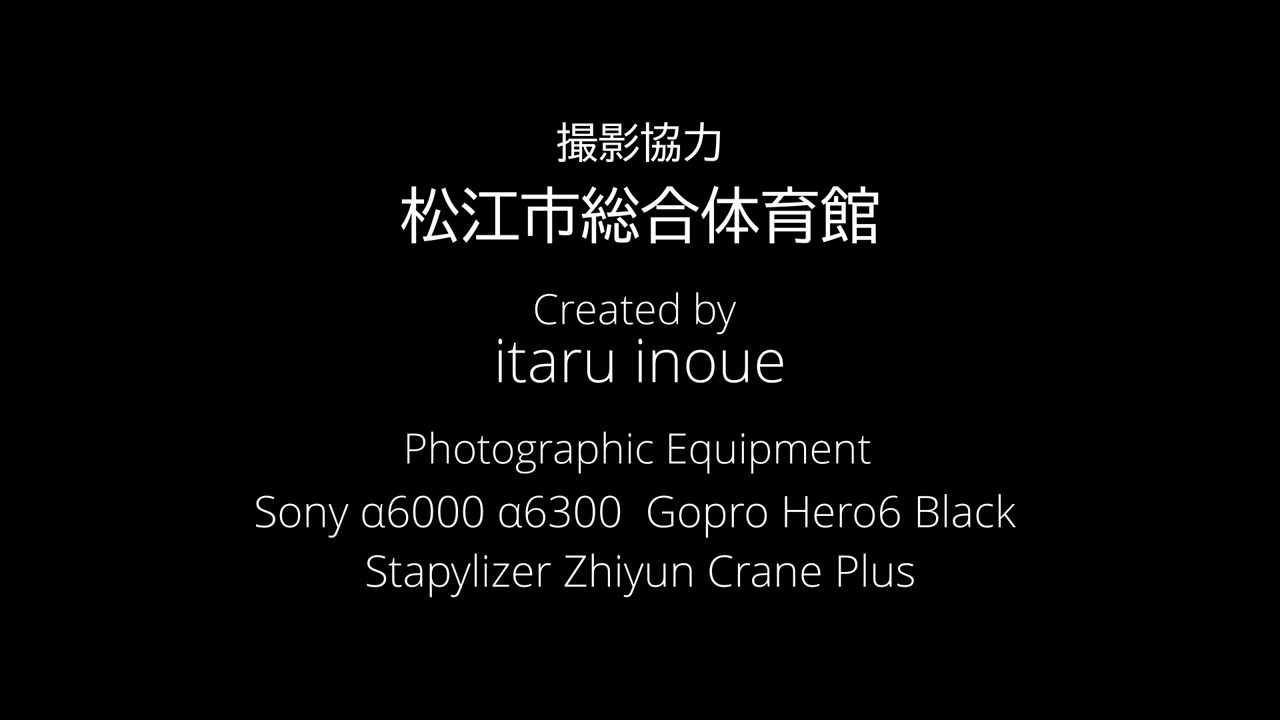 撮影協力
松江市総合体育館
Created by
itaru inoue
Photographic Equipment
Sony α6000 α6300  Gopro Hero6 Black
Stapylizer Zhiyun Crane Plus